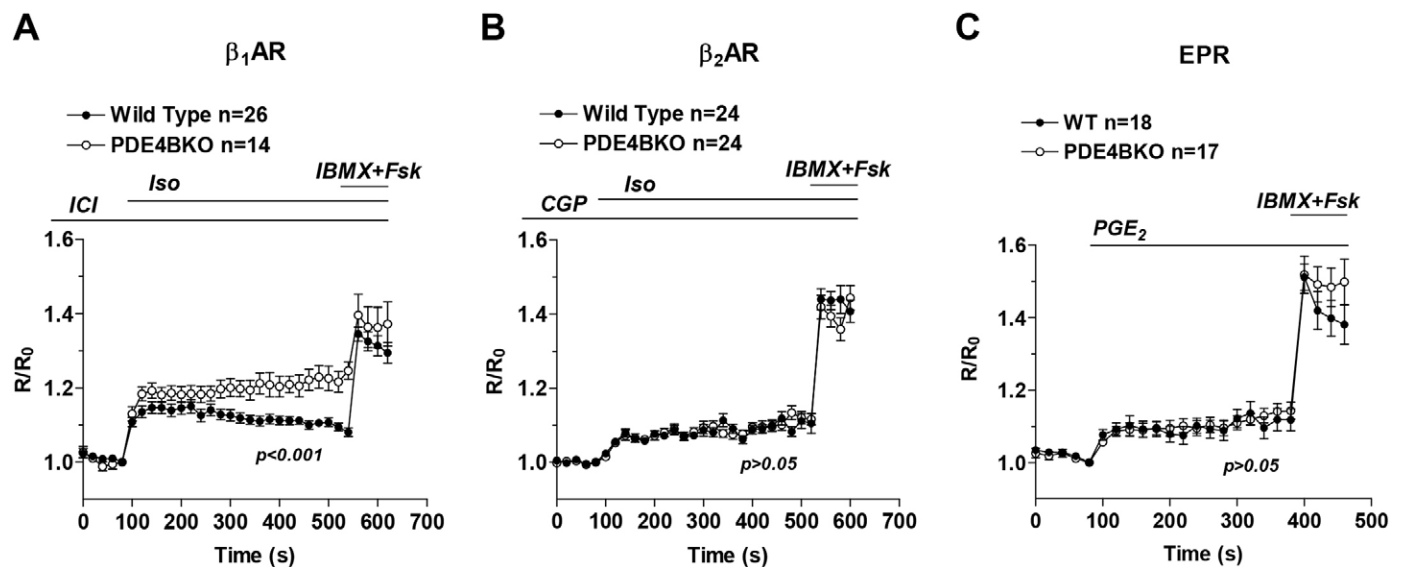 A
β₁AR
Wild Type n=26
PDE4BKO n=14
IBMX+Fsk
Iso
ICI
1.6
1.4
1.2
1.0
R/R₀
p<0.001
0 100 200 300 400 500 600 700
Time (s)
B
β₂AR
Wild Type n=24
PDE4BKO n=24
IBMX+Fsk
Iso
CGP
1.6
1.4
1.2
1.0
R/R₀
p>0.05
0 100 200 300 400 500 600 700
Time (s)
C
EPR
WT n=18
PDE4BKO n=17
IBMX+Fsk
PGE₂
1.6
1.4
1.2
1.0
R/R₀
p>0.05
0 100 200 300 400 500
Time (s)